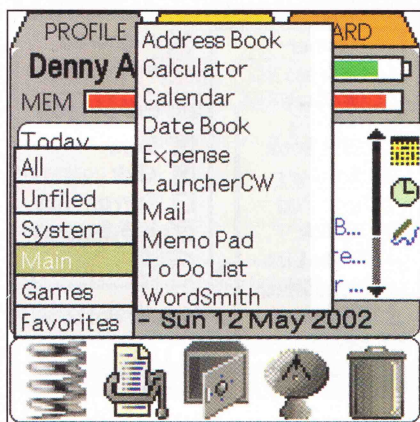 PROFILE
ARD
Denny A
MEM
Today
All
Unfiled
System
Main
Games
Favorites
Address Book
Calculator
Calendar
Date Book
Expense
LauncherCW
Mail
Memo Pad
To Do List
WordSmith
B...
e...
r ...
- Sun 12 May 2002